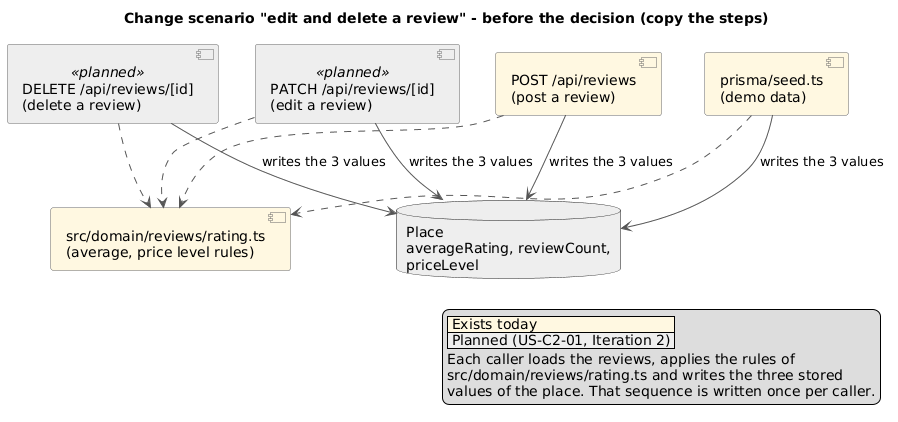 Change scenario "edit and delete a review" - before the decision (copy the steps)
«planned»
DELETE /api/reviews/[id]
(delete a review)
«planned»
PATCH /api/reviews/[id]
(edit a review)
POST /api/reviews
(post a review)
prisma/seed.ts
(demo data)
writes the 3 values
writes the 3 values
writes the 3 values
writes the 3 values
src/domain/reviews/rating.ts
(average, price level rules)
Place
averageRating, reviewCount,
priceLevel
Exists today
Planned (US-C2-01, Iteration 2)
Each caller loads the reviews, applies the rules of
src/domain/reviews/rating.ts and writes the three stored
values of the place. That sequence is written once per caller.